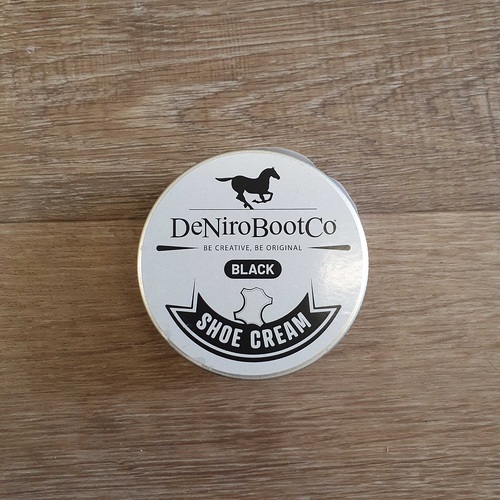 DeNiroBootCo
BE CREATIVE, BE ORIGINAL
BLACK
SHOE CREAM